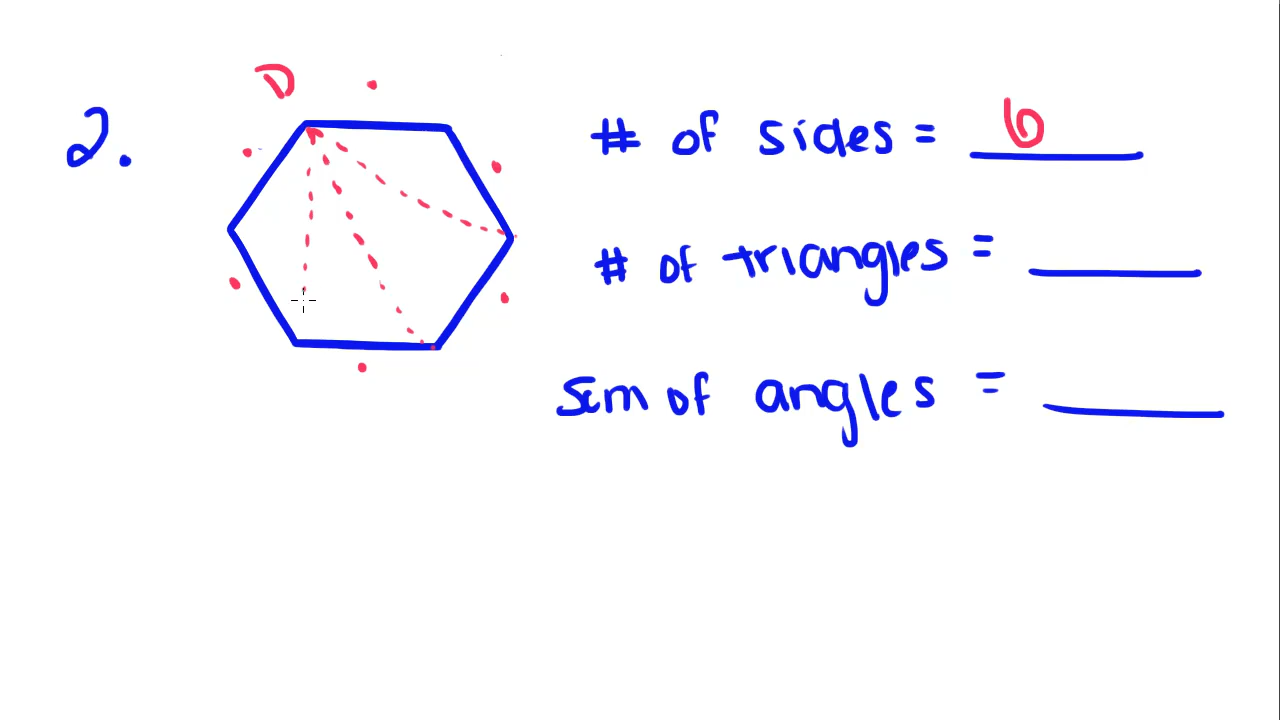 D
2.
# of sides = 6
# of triangles =
sum of angles =